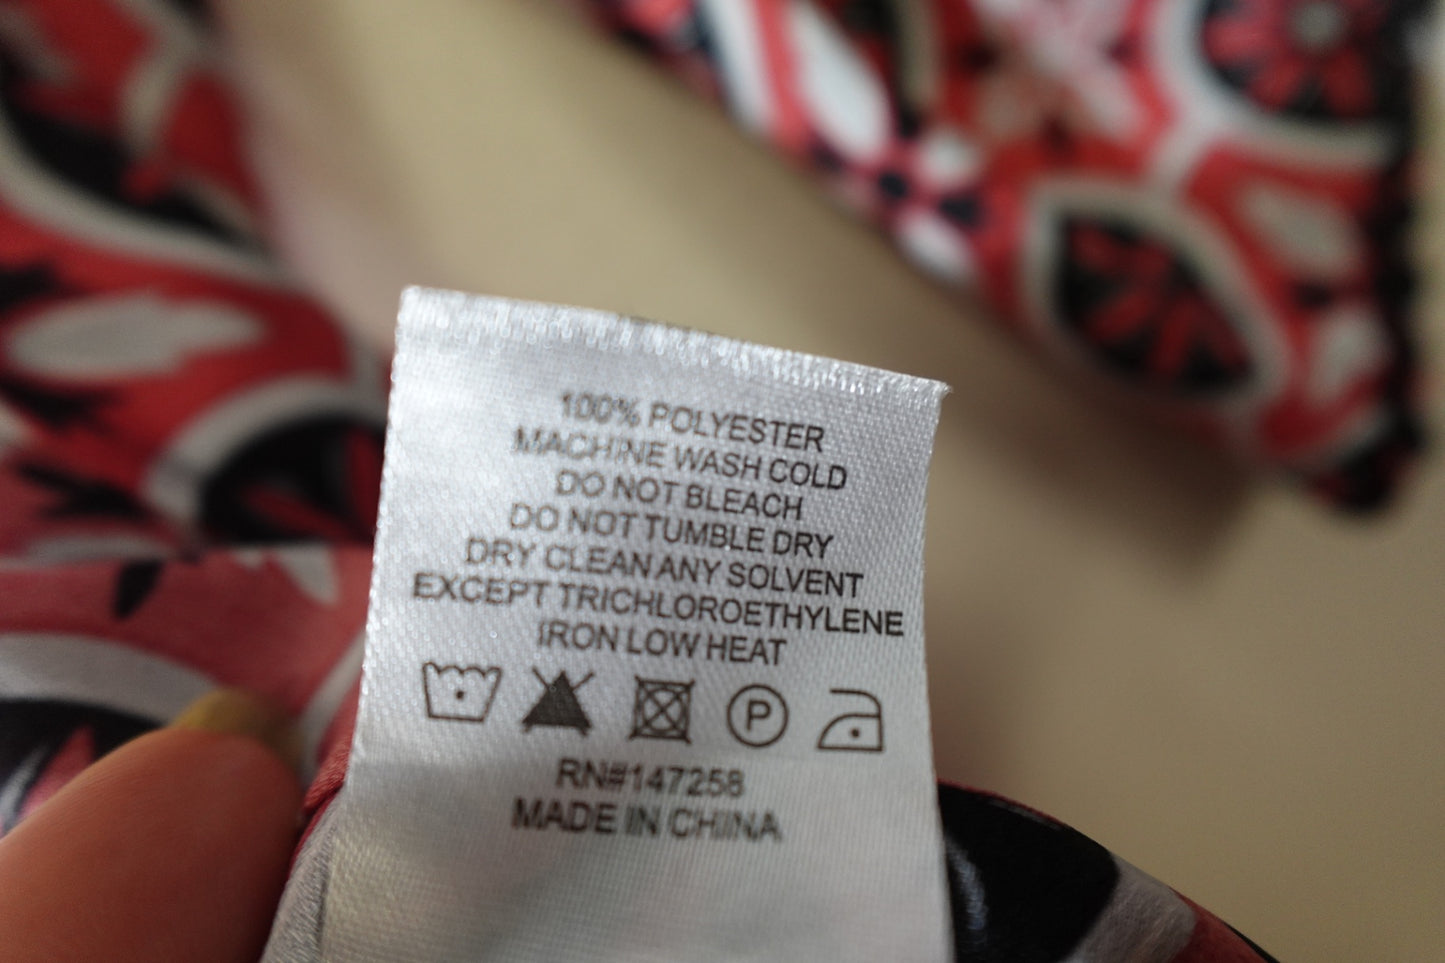 100% POLYESTER
MACHINE WASH COLD
DO NOT BLEACH
DO NOT TUMBLE DRY
DRY CLEAN ANY SOLVENT
EXCEPT TRICHLOROETHYLENE
IRON LOW HEAT
P
RN#147258
MADE IN CHINA